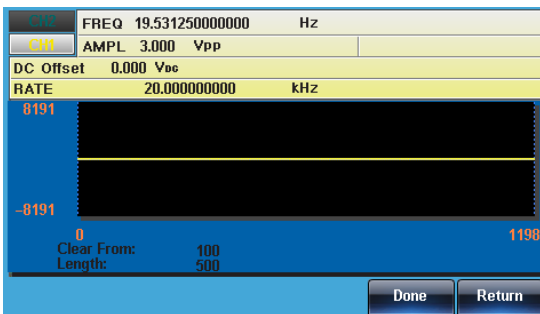 CH2 FREQ 19.531250000000 Hz
CH1 AMPL 3.000 Vpp
DC Offset 0.000 VDC
RATE 20.000000000 kHz
8191
-8191
0 1198
Clear From: 100
Length: 500
Done Return